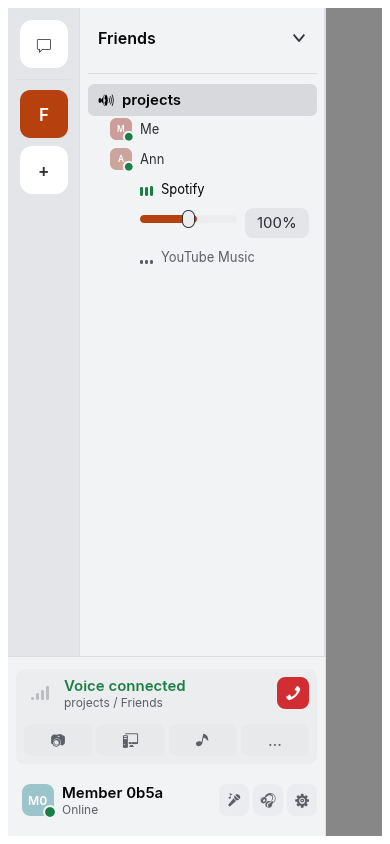 Friends
F
+
projects
M
Me
A
Ann
Spotify
100%
YouTube Music
Voice connected
projects / Friends
...
M0
Member 0b5a
Online